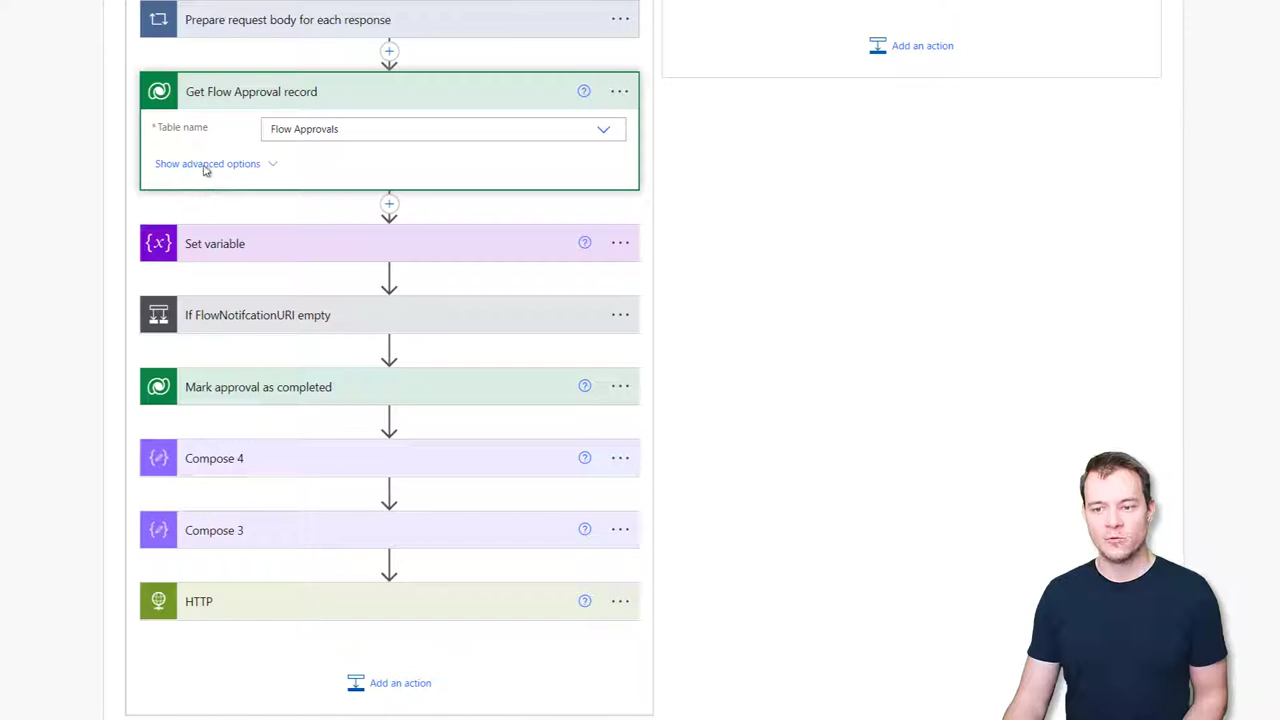 Prepare request body for each response
Add an action
Get Flow Approval record
* Table name
Flow Approvals
Show advanced options
{x} Set variable
If FlowNotifcationURI empty
Mark approval as completed
Compose 4
Compose 3
HTTP
Add an action